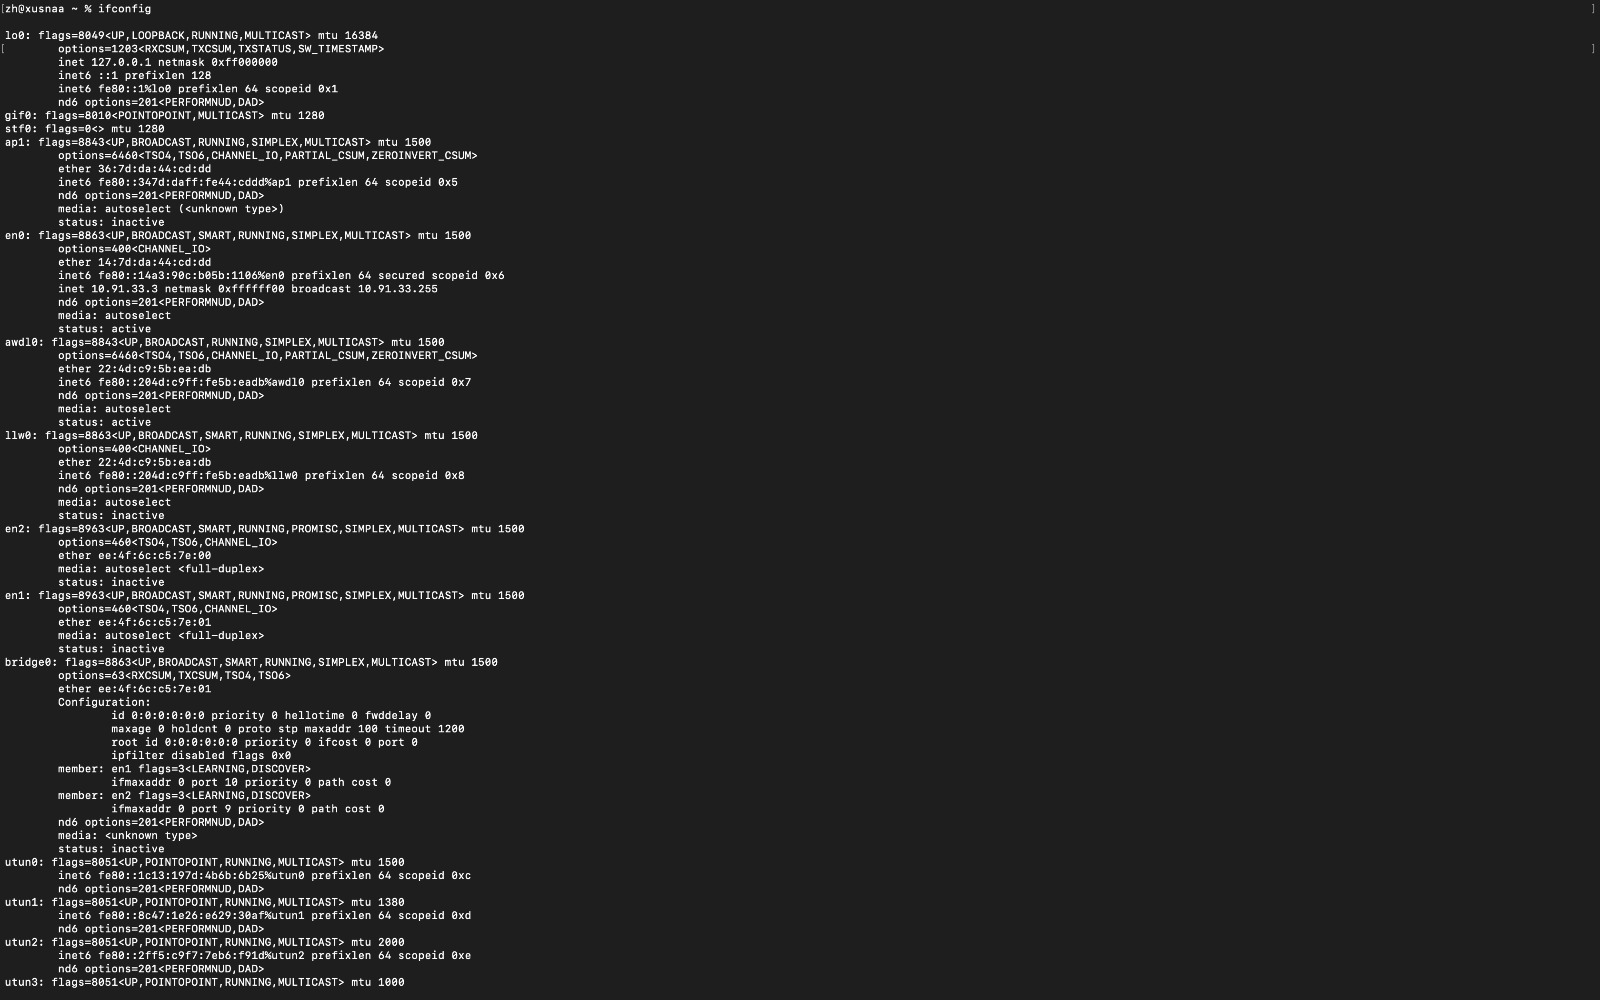 [zh@xusnaa ~ % ifconfig ]
lo0: flags=8049<UP,LOOPBACK,RUNNING,MULTICAST> mtu 16384
[ options=1203<RXCSUM,TXCSUM,TXSTATUS,SW_TIMESTAMP> ]
inet 127.0.0.1 netmask 0xff000000
inet6 ::1 prefixlen 128
inet6 fe80::1%lo0 prefixlen 64 scopeid 0x1
nd6 options=201<PERFORMNUD,DAD>
gif0: flags=8010<POINTOPOINT,MULTICAST> mtu 1280
stf0: flags=0<> mtu 1280
ap1: flags=8843<UP,BROADCAST,RUNNING,SIMPLEX,MULTICAST> mtu 1500
options=6460<TSO4,TSO6,CHANNEL_IO,PARTIAL_CSUM,ZEROINVERT_CSUM>
ether 36:7d:da:44:cd:dd
inet6 fe80::347d:daff:fe44:cddd%ap1 prefixlen 64 scopeid 0x5
nd6 options=201<PERFORMNUD,DAD>
media: autoselect (<unknown type>)
status: inactive
en0: flags=8863<UP,BROADCAST,SMART,RUNNING,SIMPLEX,MULTICAST> mtu 1500
options=400<CHANNEL_IO>
ether 14:7d:da:44:cd:dd
inet6 fe80::14a3:90c:b05b:1106%en0 prefixlen 64 secured scopeid 0x6
inet 10.91.33.3 netmask 0xffffff00 broadcast 10.91.33.255
nd6 options=201<PERFORMNUD,DAD>
media: autoselect
status: active
awdl0: flags=8843<UP,BROADCAST,RUNNING,SIMPLEX,MULTICAST> mtu 1500
options=6460<TSO4,TSO6,CHANNEL_IO,PARTIAL_CSUM,ZEROINVERT_CSUM>
ether 22:4d:c9:5b:ea:db
inet6 fe80::204d:c9ff:fe5b:eadb%awdl0 prefixlen 64 scopeid 0x7
nd6 options=201<PERFORMNUD,DAD>
media: autoselect
status: active
llw0: flags=8863<UP,BROADCAST,SMART,RUNNING,SIMPLEX,MULTICAST> mtu 1500
options=400<CHANNEL_IO>
ether 22:4d:c9:5b:ea:db
inet6 fe80::204d:c9ff:fe5b:eadb%llw0 prefixlen 64 scopeid 0x8
nd6 options=201<PERFORMNUD,DAD>
media: autoselect
status: inactive
en2: flags=8963<UP,BROADCAST,SMART,RUNNING,PROMISC,SIMPLEX,MULTICAST> mtu 1500
options=460<TSO4,TSO6,CHANNEL_IO>
ether ee:4f:6c:c5:7e:00
media: autoselect <full-duplex>
status: inactive
en1: flags=8963<UP,BROADCAST,SMART,RUNNING,PROMISC,SIMPLEX,MULTICAST> mtu 1500
options=460<TSO4,TSO6,CHANNEL_IO>
ether ee:4f:6c:c5:7e:01
media: autoselect <full-duplex>
status: inactive
bridge0: flags=8863<UP,BROADCAST,SMART,RUNNING,SIMPLEX,MULTICAST> mtu 1500
options=63<RXCSUM,TXCSUM,TSO4,TSO6>
ether ee:4f:6c:c5:7e:01
Configuration:
id 0:0:0:0:0:0 priority 0 hellotime 0 fwddelay 0
maxage 0 holdcnt 0 proto stp maxaddr 100 timeout 1200
root id 0:0:0:0:0:0 priority 0 ifcost 0 port 0
ipfilter disabled flags 0x0
member: en1 flags=3<LEARNING,DISCOVER>
ifmaxaddr 0 port 10 priority 0 path cost 0
member: en2 flags=3<LEARNING,DISCOVER>
ifmaxaddr 0 port 9 priority 0 path cost 0
nd6 options=201<PERFORMNUD,DAD>
media: <unknown type>
status: inactive
utun0: flags=8051<UP,POINTOPOINT,RUNNING,MULTICAST> mtu 1500
inet6 fe80::1c13:197d:4b6b:6b25%utun0 prefixlen 64 scopeid 0xc
nd6 options=201<PERFORMNUD,DAD>
utun1: flags=8051<UP,POINTOPOINT,RUNNING,MULTICAST> mtu 1380
inet6 fe80::8c47:1e26:e629:30af%utun1 prefixlen 64 scopeid 0xd
nd6 options=201<PERFORMNUD,DAD>
utun2: flags=8051<UP,POINTOPOINT,RUNNING,MULTICAST> mtu 2000
inet6 fe80::2ff5:c9f7:7eb6:f91d%utun2 prefixlen 64 scopeid 0xe
nd6 options=201<PERFORMNUD,DAD>
utun3: flags=8051<UP,POINTOPOINT,RUNNING,MULTICAST> mtu 1000